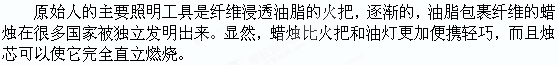 原始人的主要照明工具是纤维浸透油脂的火把，逐渐的，油脂包裹纤维的蜡
烛在很多国家被独立发明出来。显然，蜡烛比火把和油灯更加便携轻巧，而且烛
芯可以使它完全直立燃烧。